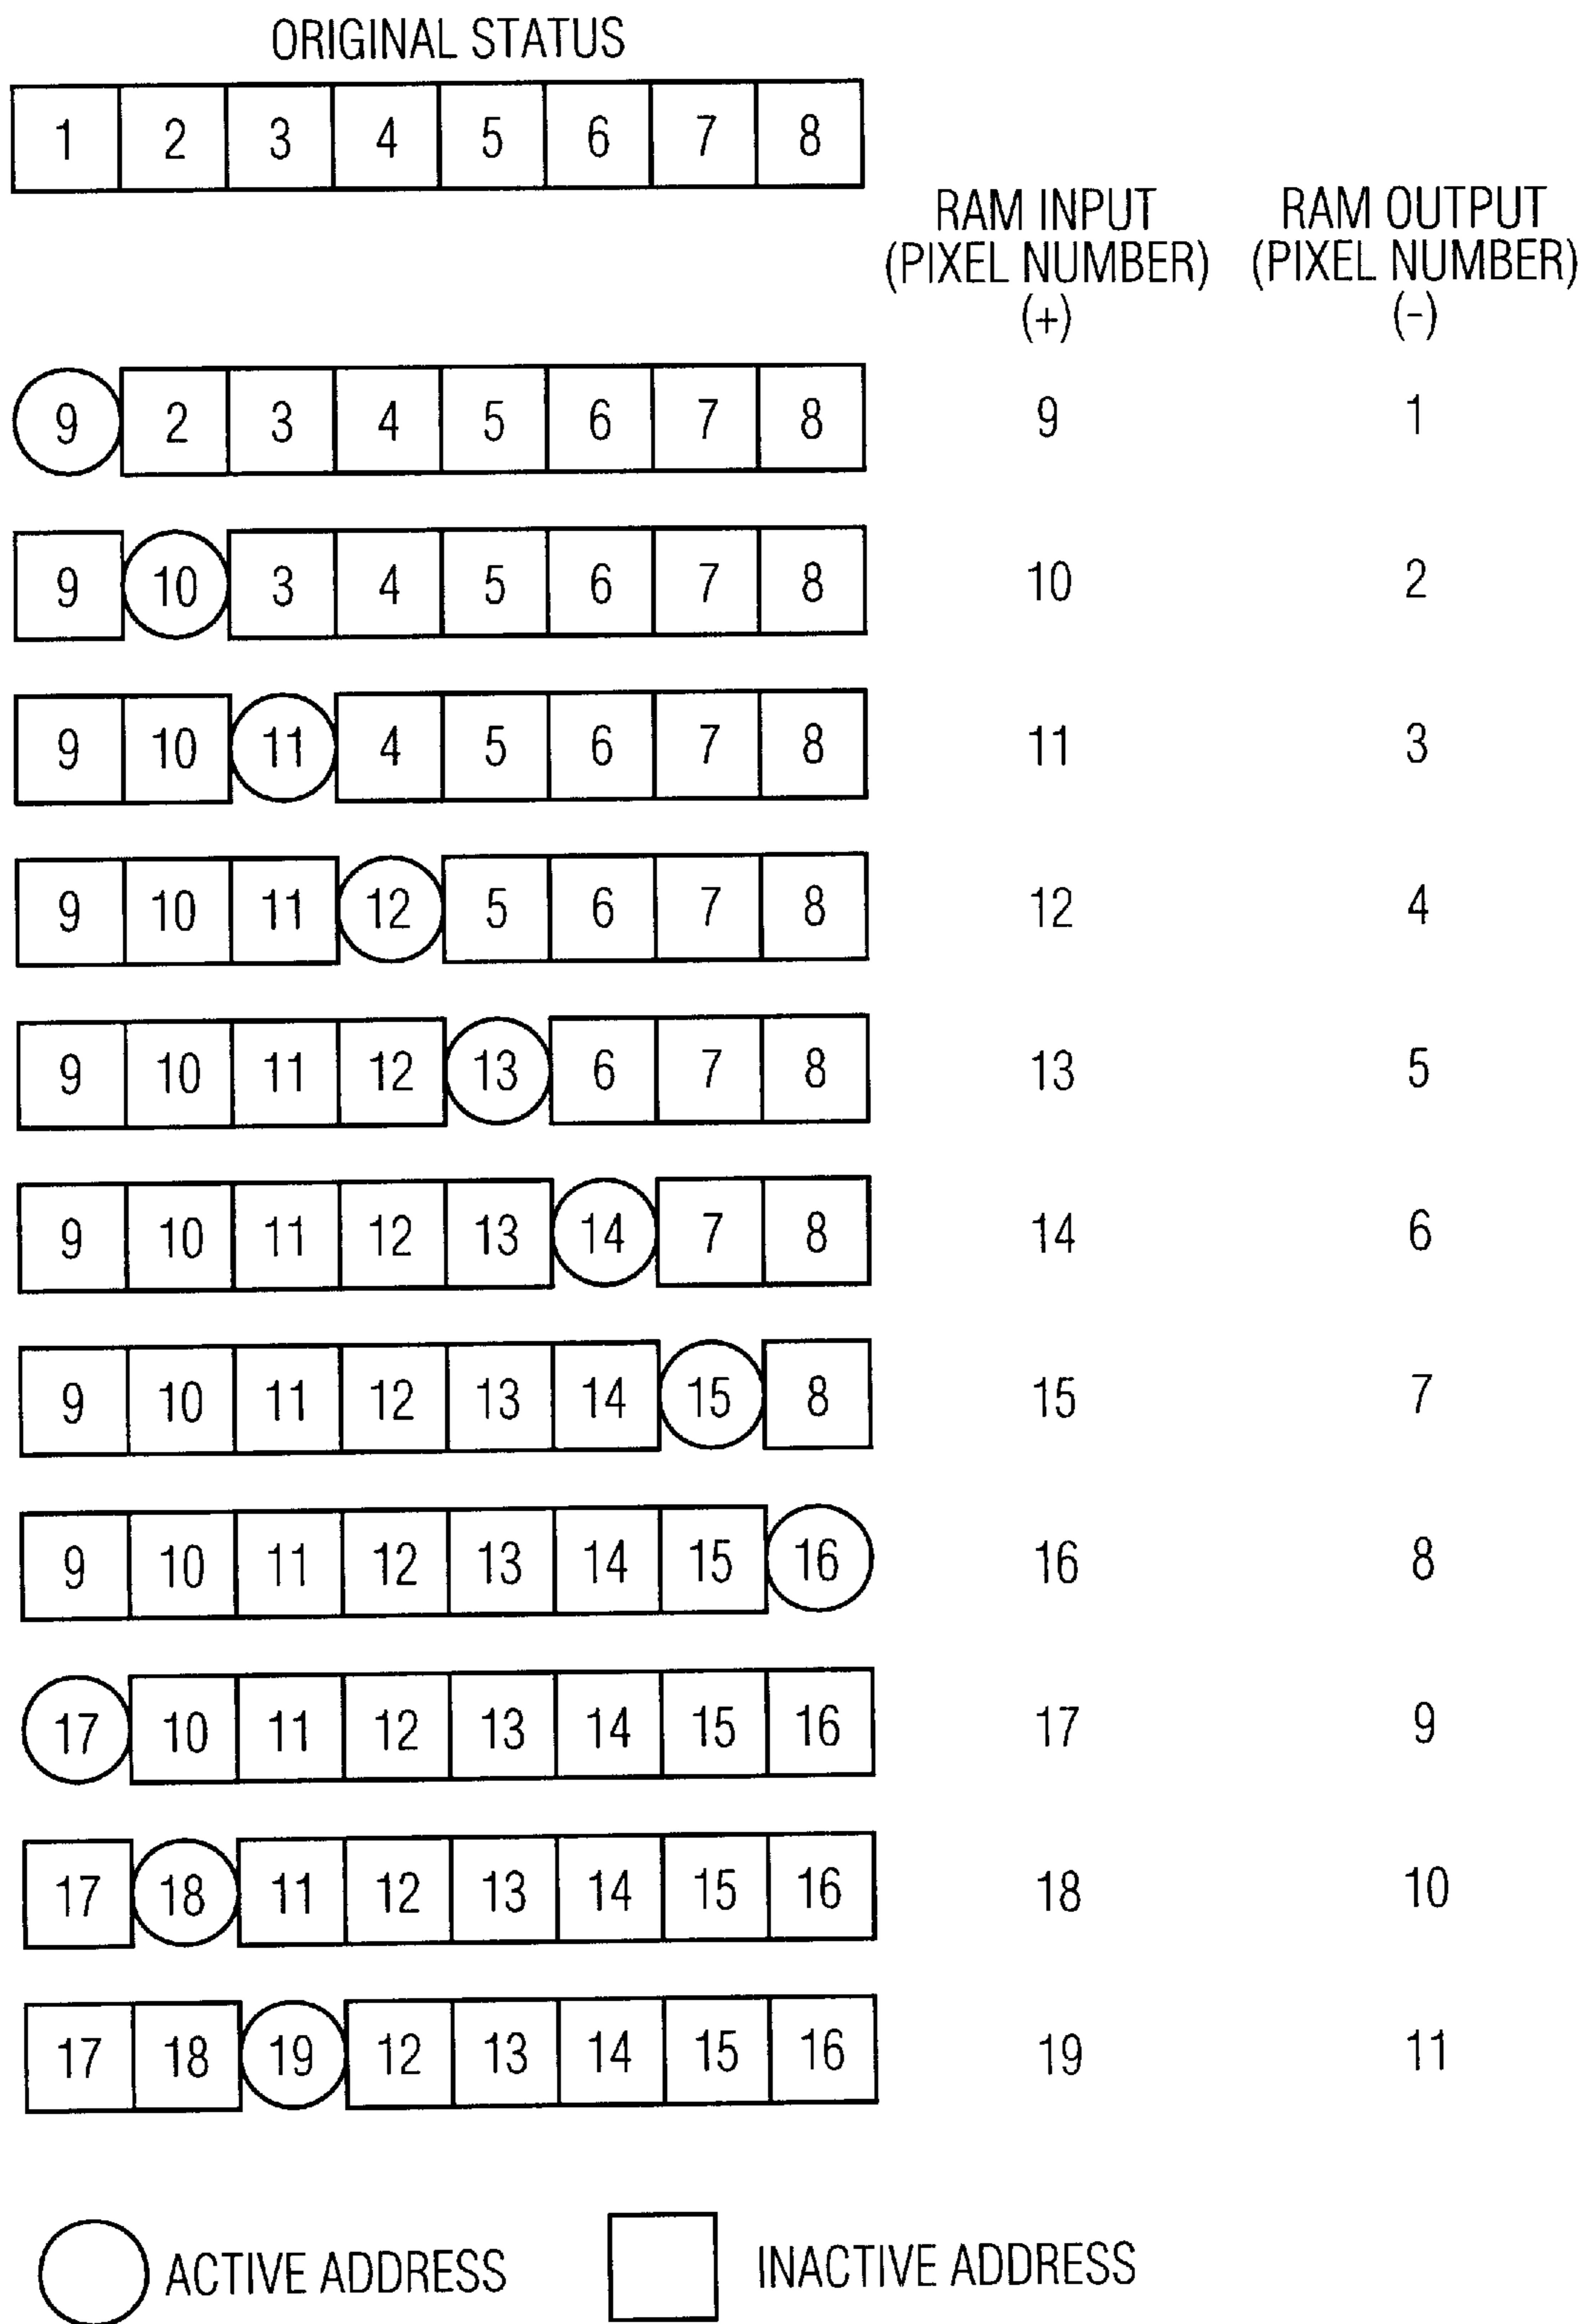 ORIGINAL STATUS
1 2 3 4 5 6 7 8
RAM INPUT RAM OUTPUT
(PIXEL NUMBER) (PIXEL NUMBER)
(+) (-)
9 2 3 4 5 6 7 8 9 1
9 10 3 4 5 6 7 8 10 2
9 10 11 4 5 6 7 8 11 3
9 10 11 12 5 6 7 8 12 4
9 10 11 12 13 6 7 8 13 5
9 10 11 12 13 14 7 8 14 6
9 10 11 12 13 14 15 8 15 7
9 10 11 12 13 14 15 16 16 8
17 10 11 12 13 14 15 16 17 9
17 18 11 12 13 14 15 16 18 10
17 18 19 12 13 14 15 16 19 11
ACTIVE ADDRESS INACTIVE ADDRESS